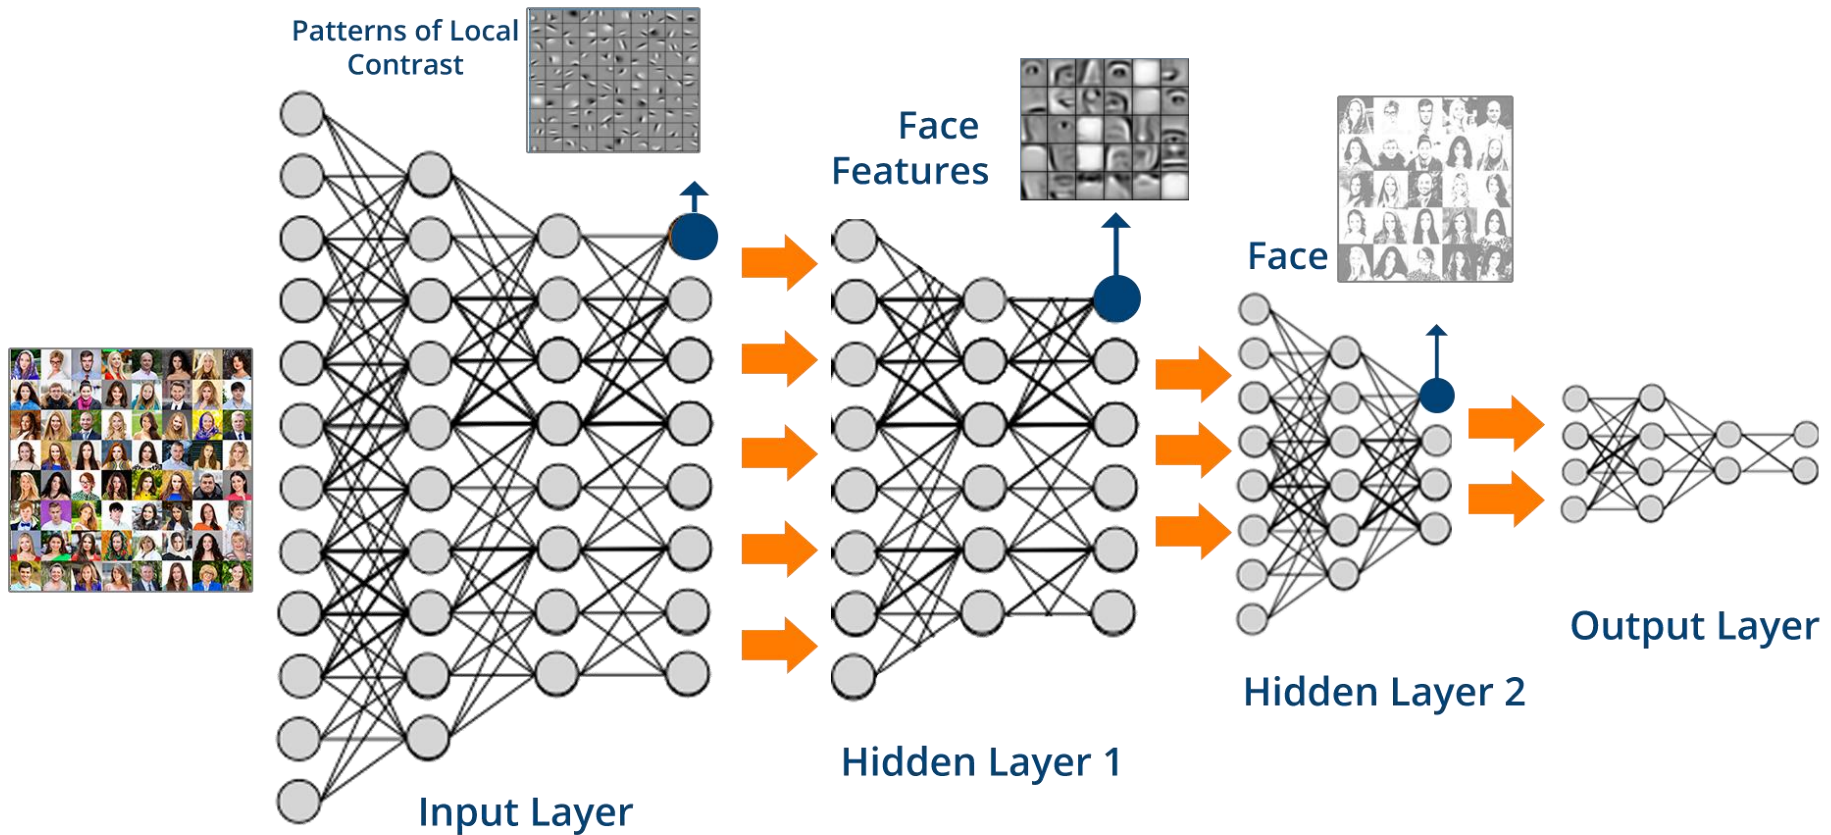 Patterns of Local
Contrast
Face
Features
Face
Input Layer
Hidden Layer 1
Hidden Layer 2
Output Layer